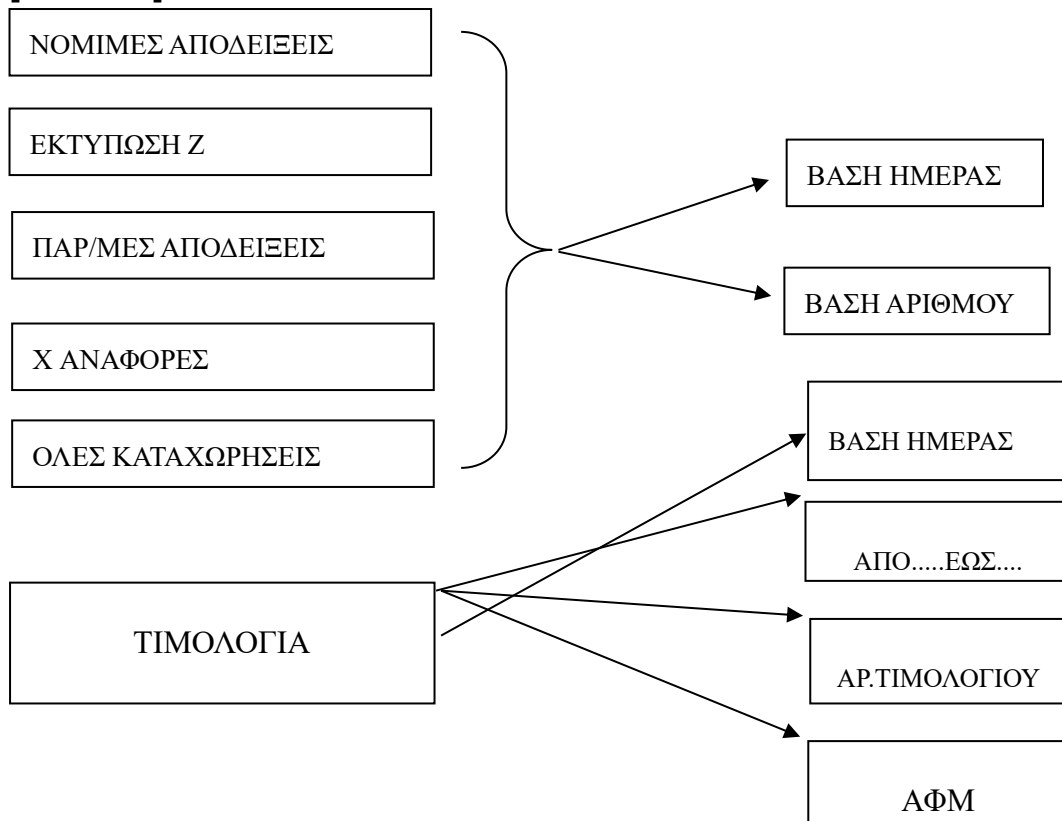 ΝΟΜΙΜΕΣ ΑΠΟΔΕΙΞΕΙΣ
ΕΚΤΥΠΩΣΗ Ζ
ΠΑΡ/ΜΕΣ ΑΠΟΔΕΙΞΕΙΣ
Χ ΑΝΑΦΟΡΕΣ
ΟΛΕΣ ΚΑΤΑΧΩΡΗΣΕΙΣ
ΤΙΜΟΛΟΓΙΑ
ΒΑΣΗ ΗΜΕΡΑΣ
ΒΑΣΗ ΑΡΙΘΜΟΥ
ΒΑΣΗ ΗΜΕΡΑΣ
ΑΠΟ.....ΕΩΣ....
ΑΡ.ΤΙΜΟΛΟΓΙΟΥ
ΑΦΜ